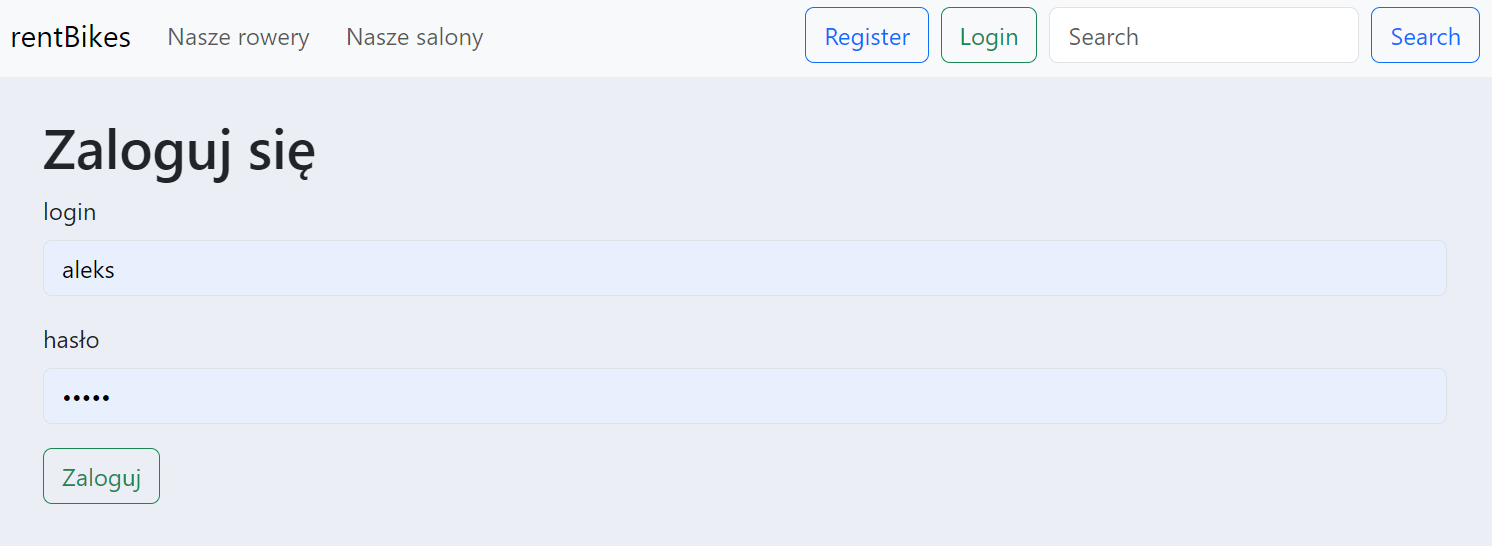 rentBikes Nasze rowery Nasze salony Register Login Search Search
Zaloguj się
login
aleks
hasło
•••••
Zaloguj